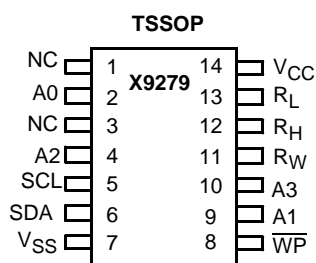 TSSOP
NC 1 14 VCC
A0 2 X9279 13 RL
NC 3 12 RH
A2 4 11 RW
SCL 5 10 A3
SDA 6 9 A1
VSS 7 8 W̅P̅